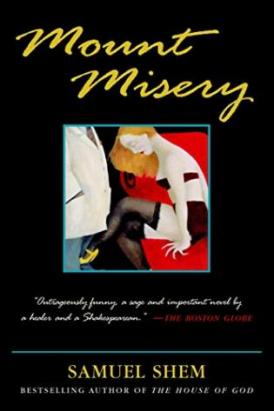 Mount
Misery
"Outrageously funny, a sage and important novel by
a healer and a Shakespearean." —THE BOSTON GLOBE
SAMUEL SHEM
BESTSELLING AUTHOR OF THE HOUSE OF GOD